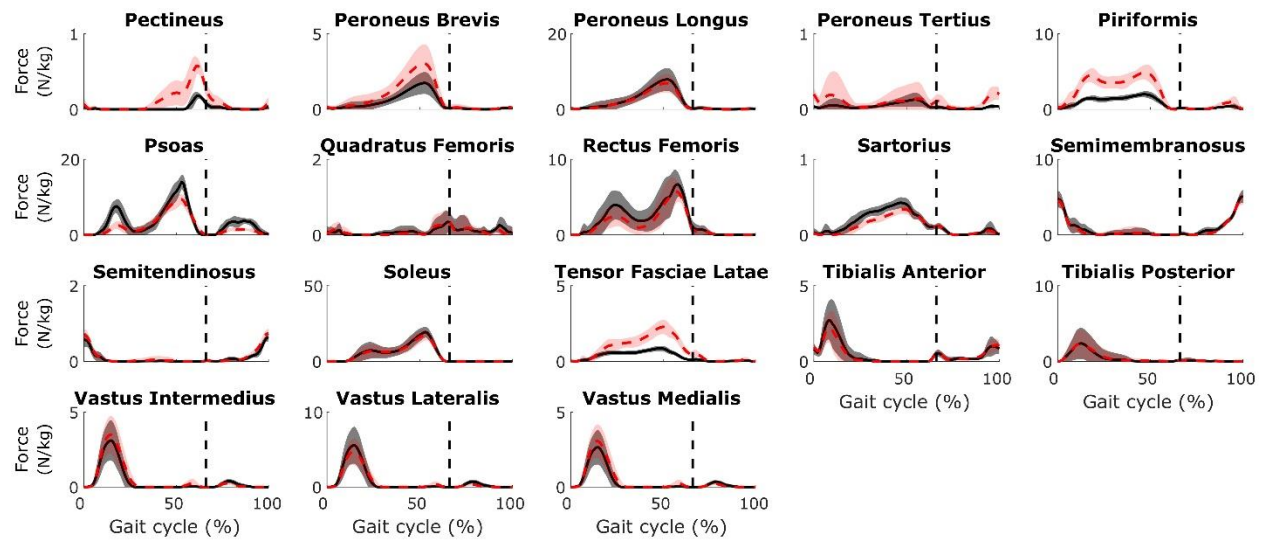 Pectineus Peroneus Brevis Peroneus Longus Peroneus Tertius Piriformis
Force (N/kg)
1 5 20 1 10
0 0 0 0 0
Psoas Quadratus Femoris Rectus Femoris Sartorius Semimembranosus
Force (N/kg)
20 2 10 10
0 0 0 0 0
Semitendinosus Soleus Tensor Fasciae Latae Tibialis Anterior Tibialis Posterior
Force (N/kg)
2 50 5 5 10
0 0 0 0 0
0 50 100 0 50 100
Gait cycle (%) Gait cycle (%)
Vastus Intermedius Vastus Lateralis Vastus Medialis
Force (N/kg)
5 10 5
0 0 0
0 50 100 0 50 100 0 50 100
Gait cycle (%) Gait cycle (%) Gait cycle (%)